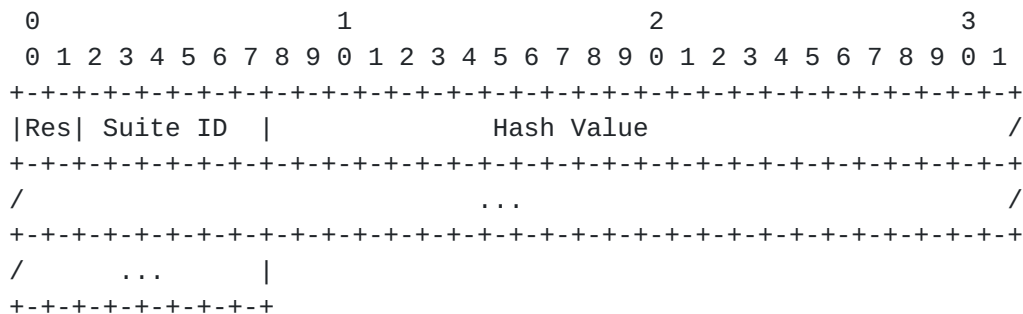 0                   1                   2                   3
 0 1 2 3 4 5 6 7 8 9 0 1 2 3 4 5 6 7 8 9 0 1 2 3 4 5 6 7 8 9 0 1
+-+-+-+-+-+-+-+-+-+-+-+-+-+-+-+-+-+-+-+-+-+-+-+-+-+-+-+-+-+-+-+-+
|Res| Suite ID  |              Hash Value                       /
+-+-+-+-+-+-+-+-+-+-+-+-+-+-+-+-+-+-+-+-+-+-+-+-+-+-+-+-+-+-+-+-+
/                             ...                               /
+-+-+-+-+-+-+-+-+-+-+-+-+-+-+-+-+-+-+-+-+-+-+-+-+-+-+-+-+-+-+-+-+
/      ...      |
+-+-+-+-+-+-+-+-+